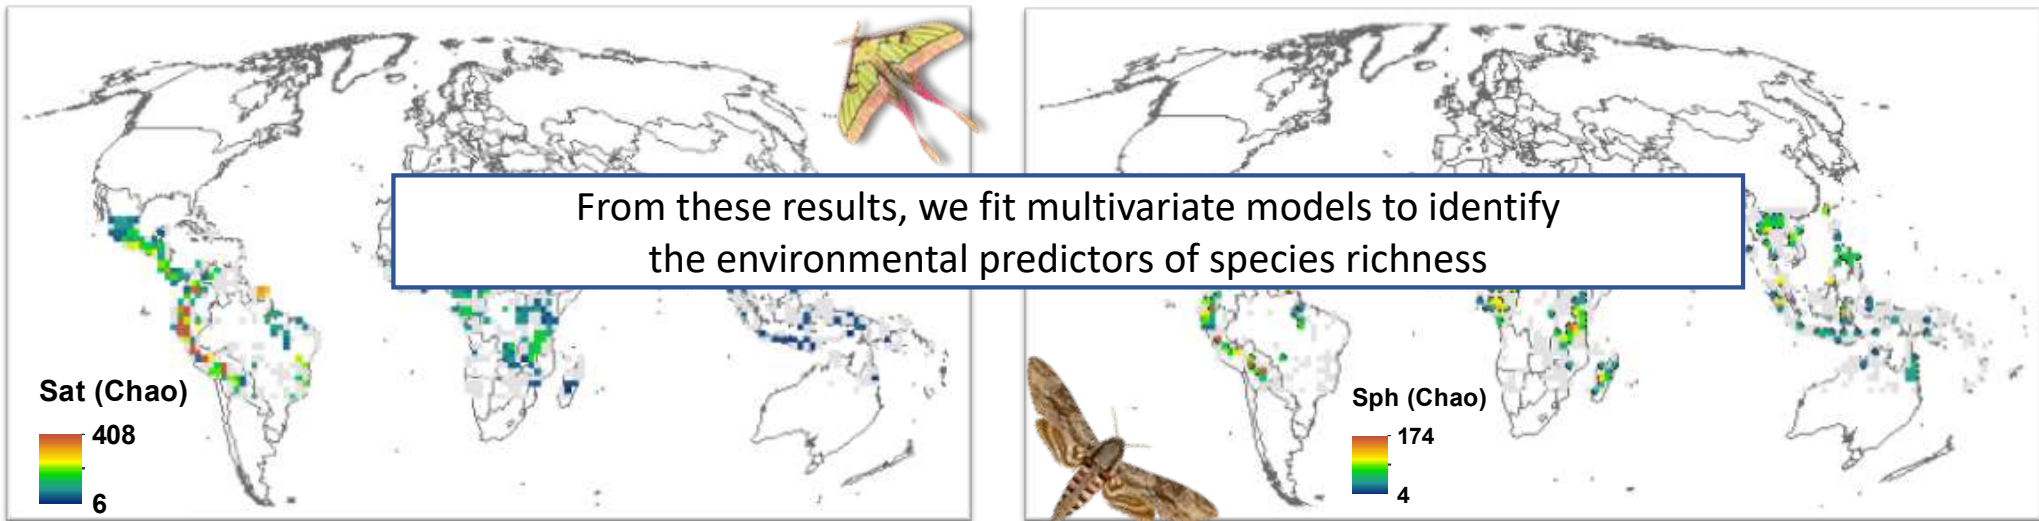 From these results, we fit multivariate models to identify
the environmental predictors of species richness
Sat (Chao)
408
6
Sph (Chao)
174
4